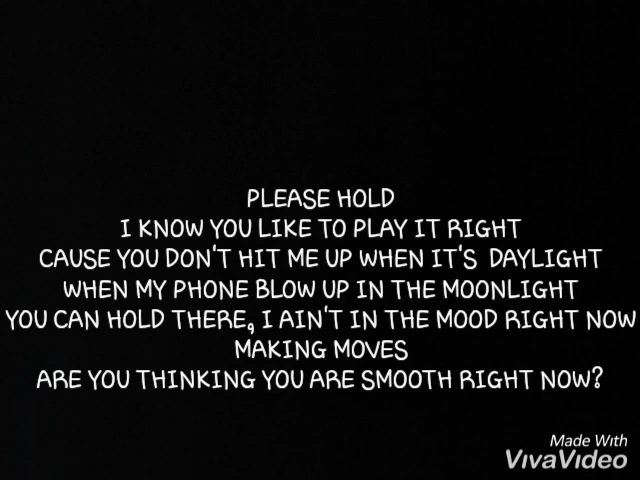 PLEASE HOLD
I KNOW YOU LIKE TO PLAY IT RIGHT
CAUSE YOU DON'T HIT ME UP WHEN IT'S DAYLIGHT
WHEN MY PHONE BLOW UP IN THE MOONLIGHT
YOU CAN HOLD THERE, I AIN'T IN THE MOOD RIGHT NOW
MAKING MOVES
ARE YOU THINKING YOU ARE SMOOTH RIGHT NOW?
Made With
VivaVideo